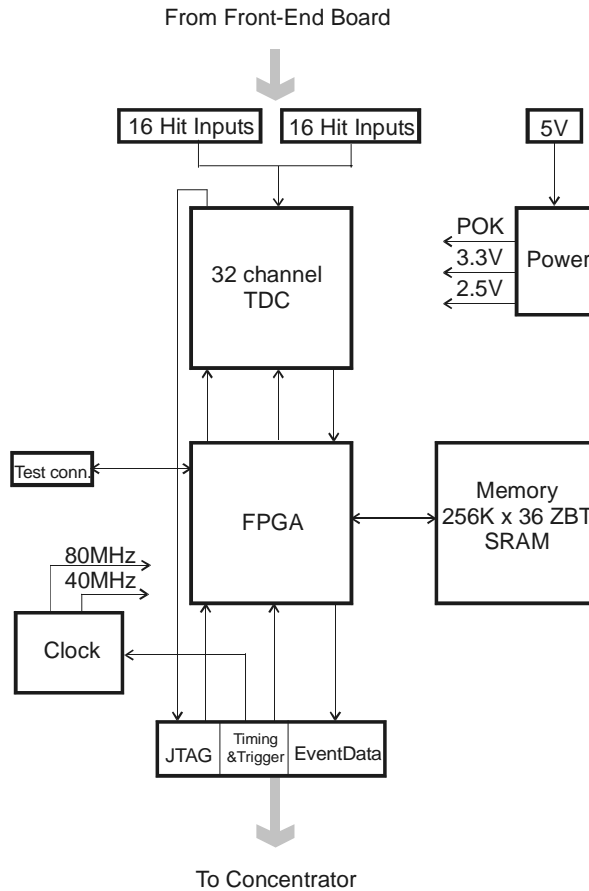 From Front-End Board
16 Hit Inputs
16 Hit Inputs
5V
32 channel
TDC
POK
3.3V
2.5V
Power
Test conn.
FPGA
Memory
256K x 36 ZBT
SRAM
80MHz
40MHz
Clock
JTAG
Timing
&Trigger
EventData
To Concentrator